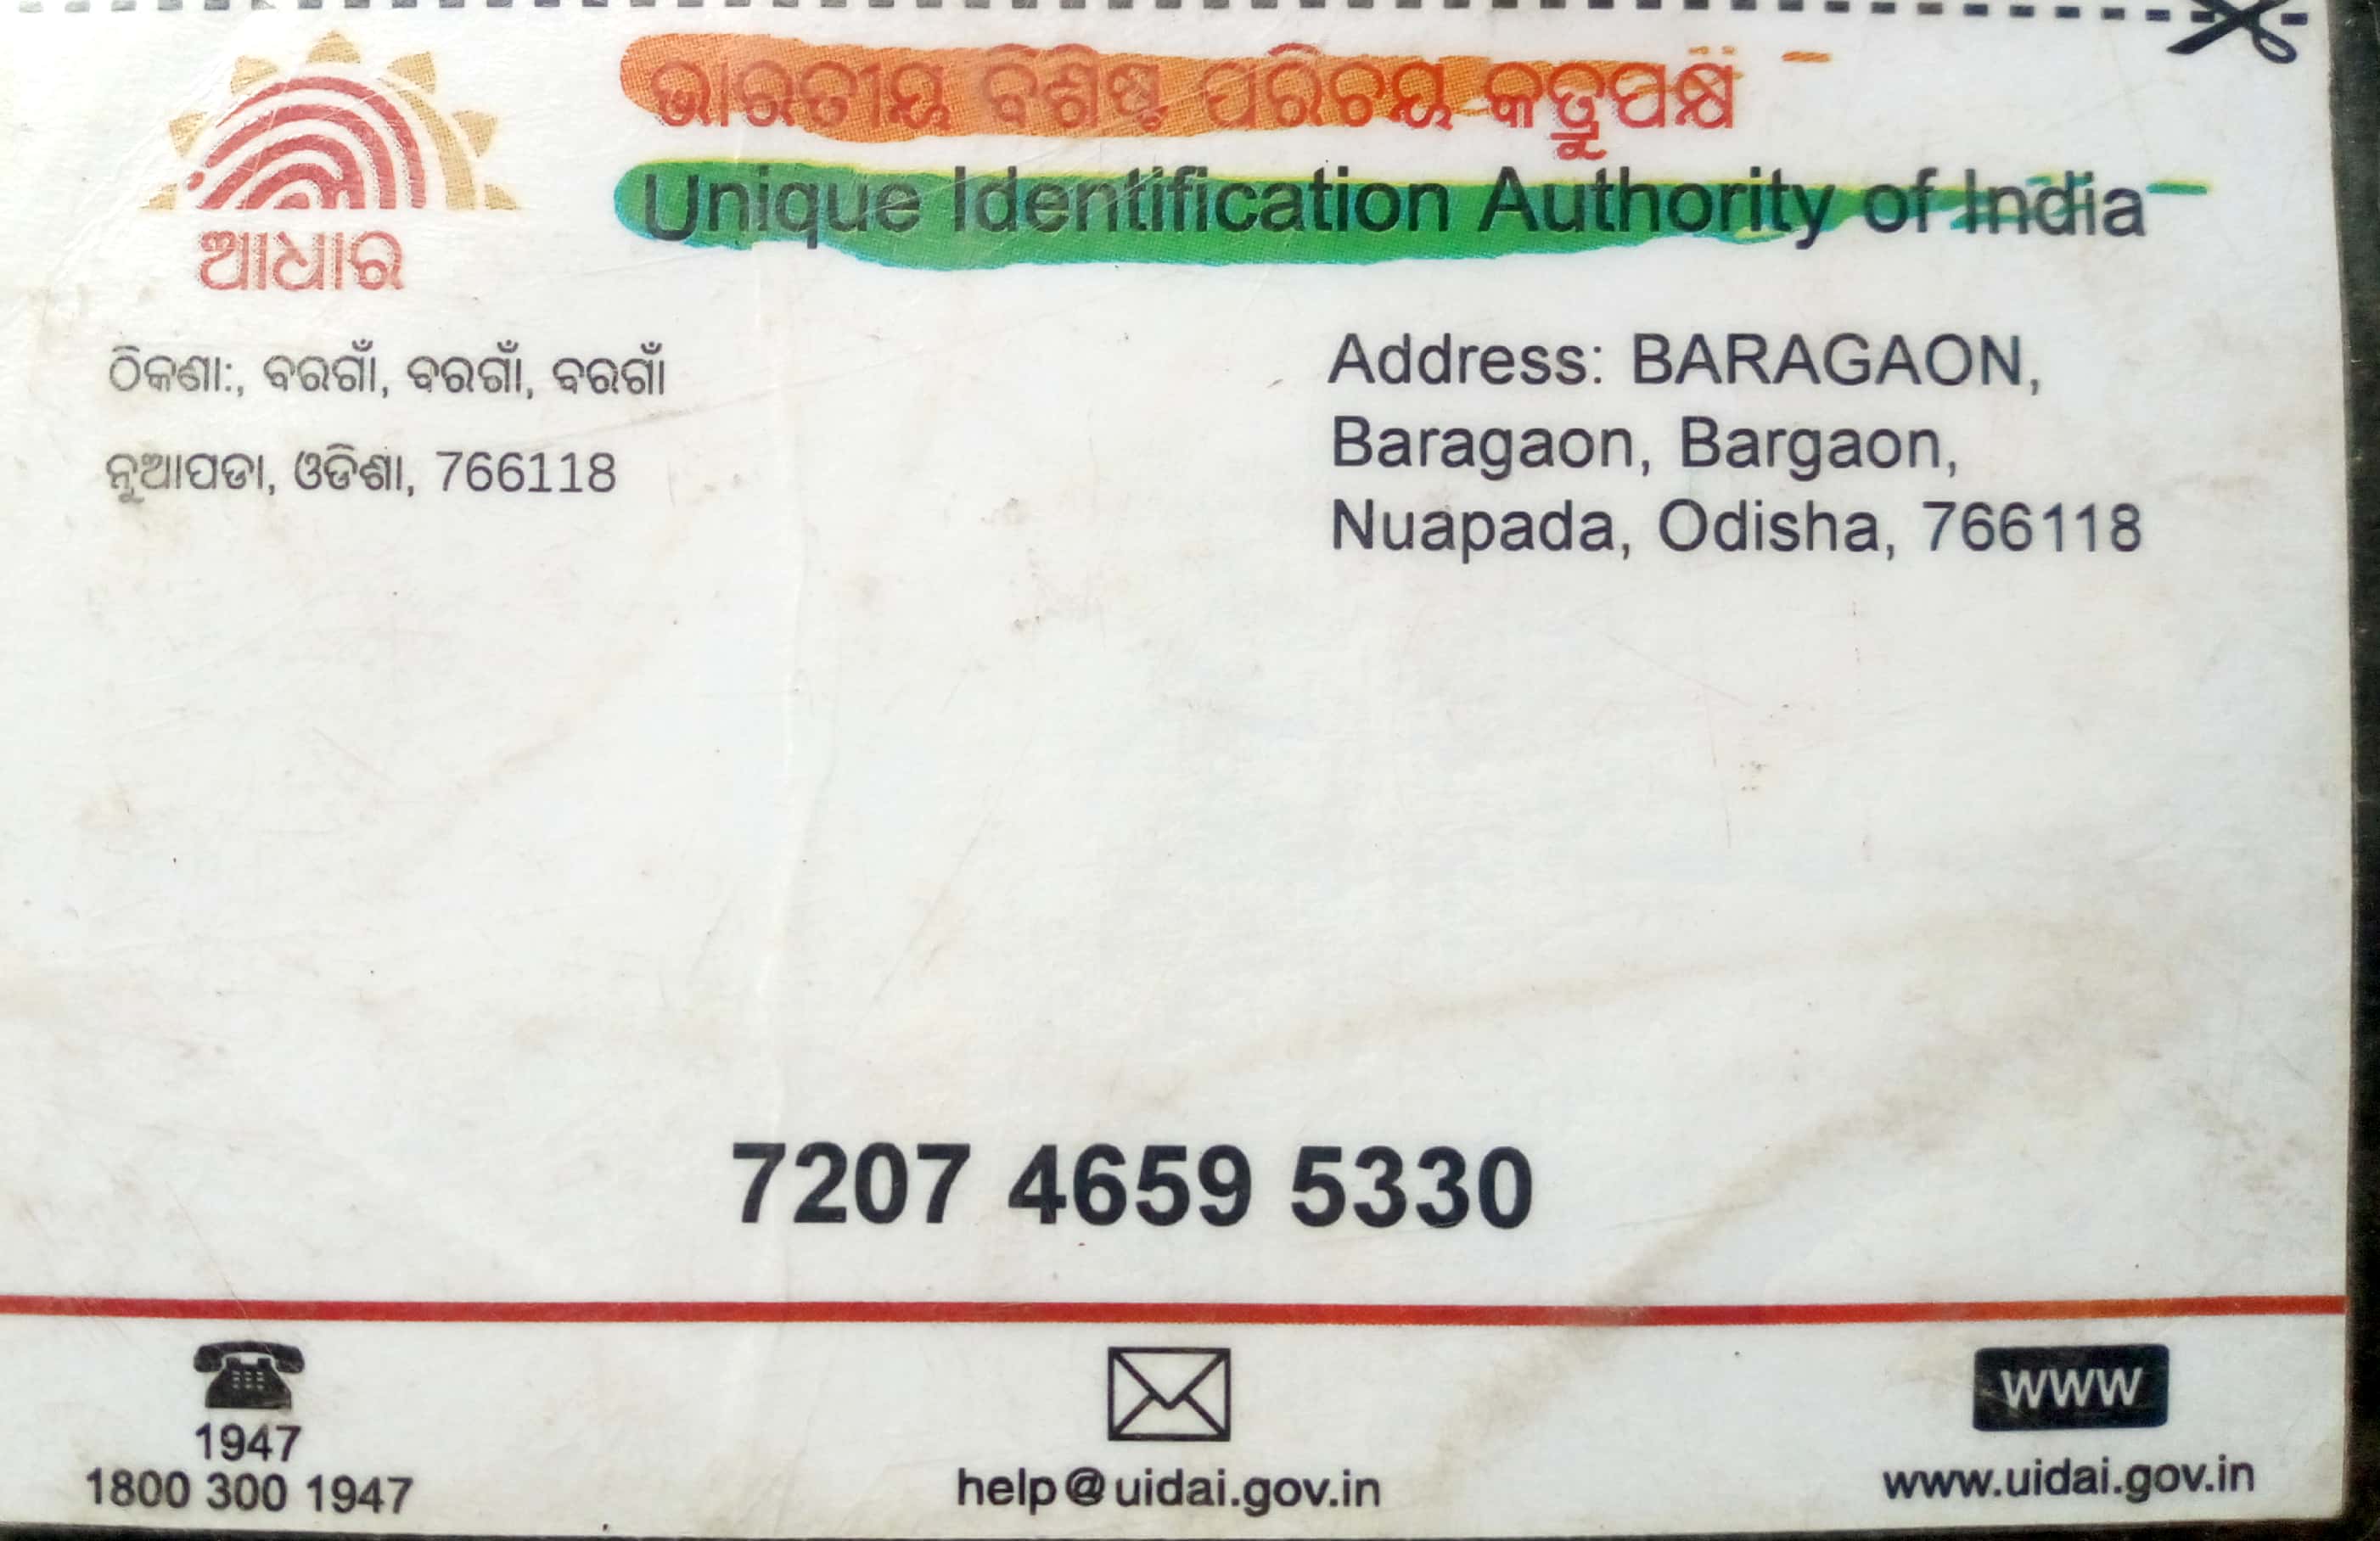 ଭାରତୀୟ ବିଶିଷ୍ଟ ପରିଚୟ କର୍ତ୍ତୃପକ୍ଷ
Unique Identification Authority of India
ଆଧାର
ଠିକଣା:, ବରଗାଁ, ବରଗାଁ, ବରଗାଁ
ନୁଆପଡା, ଓଡିଶା, 766118
Address: BARAGAON,
Baragaon, Bargaon,
Nuapada, Odisha, 766118
7207 4659 5330
1947
1800 300 1947
help@uidai.gov.in
www
www.uidai.gov.in